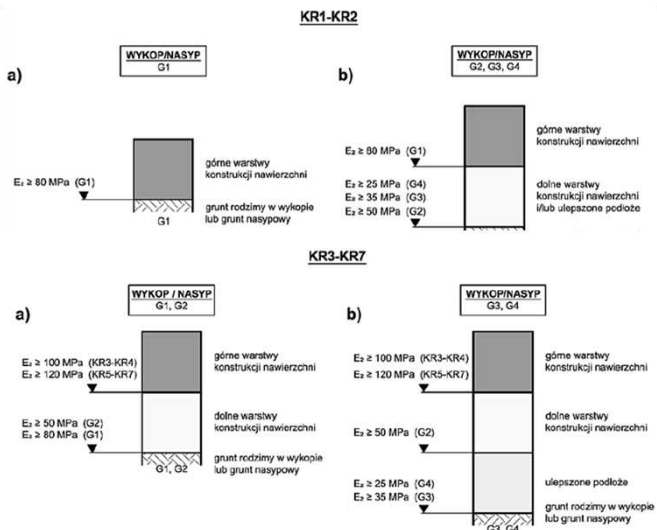 KR1-KR2
WYKOP/NASYP
G1
a)
E₂ ≥ 80 MPa (G1)
górne warstwy
konstrukcji nawierzchni
grunt rodzimy w wykopie
lub grunt nasypowy
G1
WYKOP/NASYP
G2, G3, G4
b)
E₂ ≥ 80 MPa (G1)
E₂ ≥ 25 MPa (G4)
E₂ ≥ 35 MPa (G3)
E₂ ≥ 50 MPa (G2)
górne warstwy
konstrukcji nawierzchni
dolne warstwy
konstrukcji nawierzchni
i/lub ulepszone podłoże
KR3-KR7
WYKOP / NASYP
G1, G2
a)
E₂ ≥ 100 MPa (KR3-KR4)
E₂ ≥ 120 MPa (KR5-KR7)
E₂ ≥ 50 MPa (G2)
E₂ ≥ 80 MPa (G1)
górne warstwy
konstrukcji nawierzchni
dolne warstwy
konstrukcji nawierzchni
grunt rodzimy w wykopie
lub grunt nasypowy
G1, G2
WYKOP/NASYP
G3, G4
b)
E₂ ≥ 100 MPa (KR3-KR4)
E₂ ≥ 120 MPa (KR5-KR7)
E₂ ≥ 50 MPa (G2)
E₂ ≥ 25 MPa (G4)
E₂ ≥ 35 MPa (G3)
górne warstwy
konstrukcji nawierzchni
dolne warstwy
konstrukcji nawierzchni
ulepszone podłoże
grunt rodzimy w wykopie
lub grunt nasypowy
G3, G4